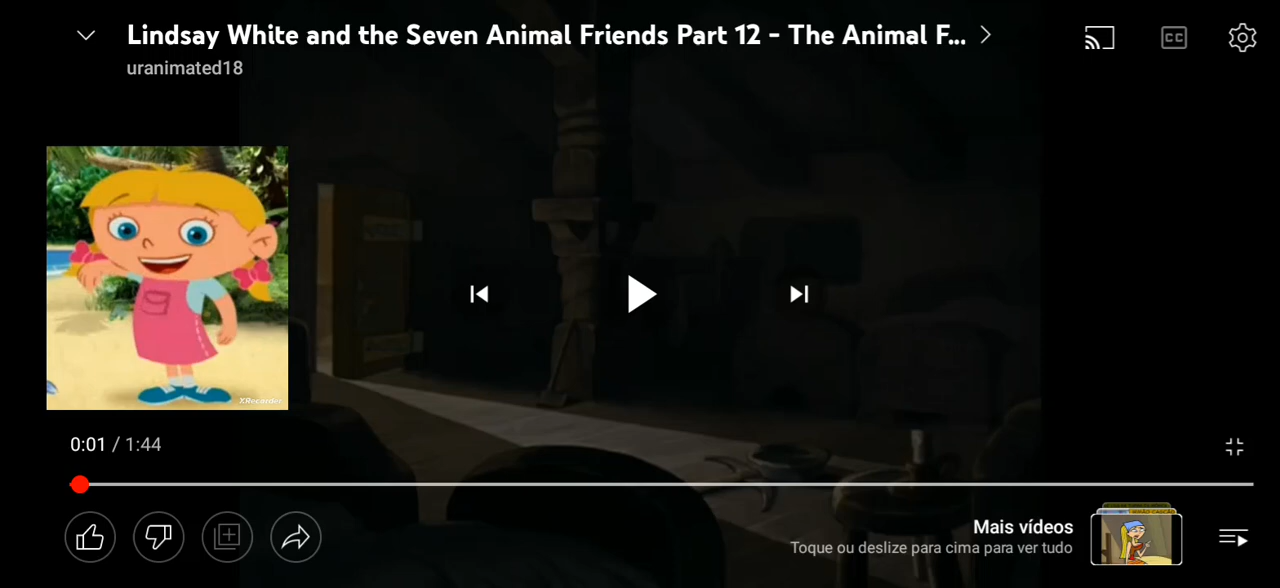 Lindsay White and the Seven Animal Friends Part 12 - The Animal F...
uranimated18
CC
XRecorder
0:01 / 1:44
Mais vídeos
Toque ou deslize para cima para ver tudo